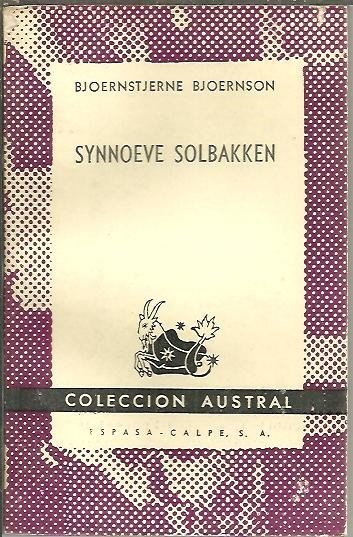 BJOERNSTJERNE BJOERNSON
SYNNOEVE SOLBAKKEN
COLECCION AUSTRAL
ESPASA-CALPE, S. A.